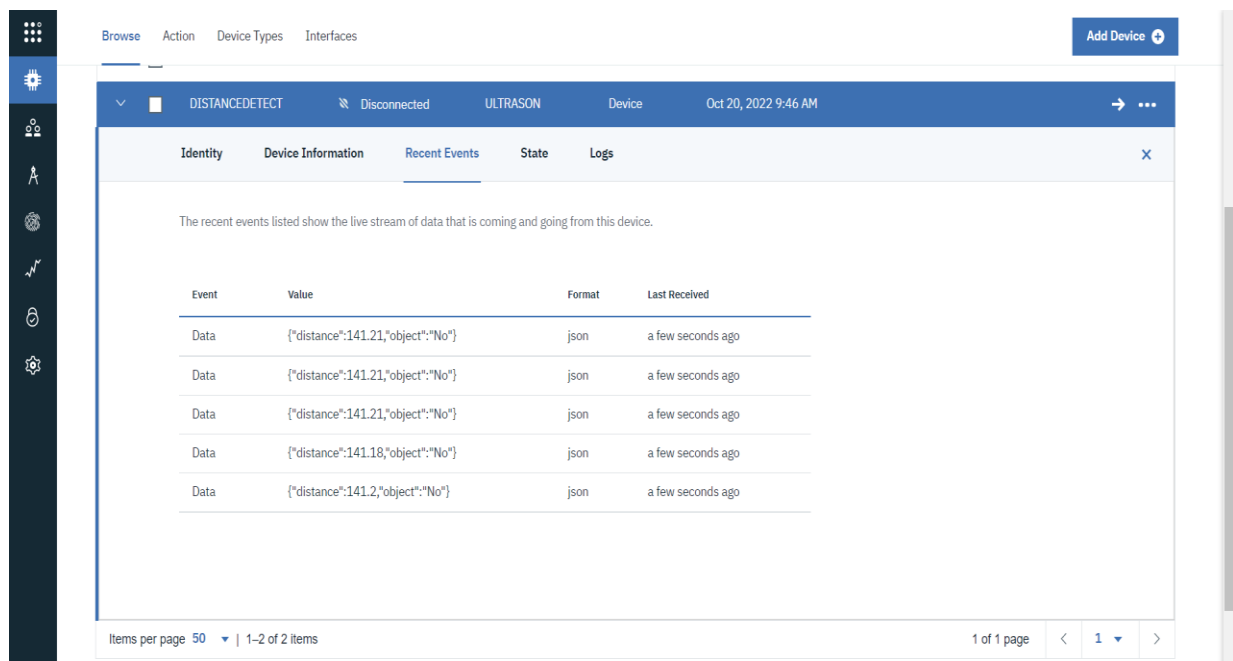 Browse Action Device Types Interfaces Add Device
DISTANCEDETECT Disconnected ULTRASON Device Oct 20, 2022 9:46 AM
Identity Device Information Recent Events State Logs
The recent events listed show the live stream of data that is coming and going from this device.
Event Value Format Last Received
Data {"distance":141.21,"object":"No"} json a few seconds ago
Data {"distance":141.21,"object":"No"} json a few seconds ago
Data {"distance":141.21,"object":"No"} json a few seconds ago
Data {"distance":141.18,"object":"No"} json a few seconds ago
Data {"distance":141.2,"object":"No"} json a few seconds ago
Items per page 50 | 1–2 of 2 items 1 of 1 page 1